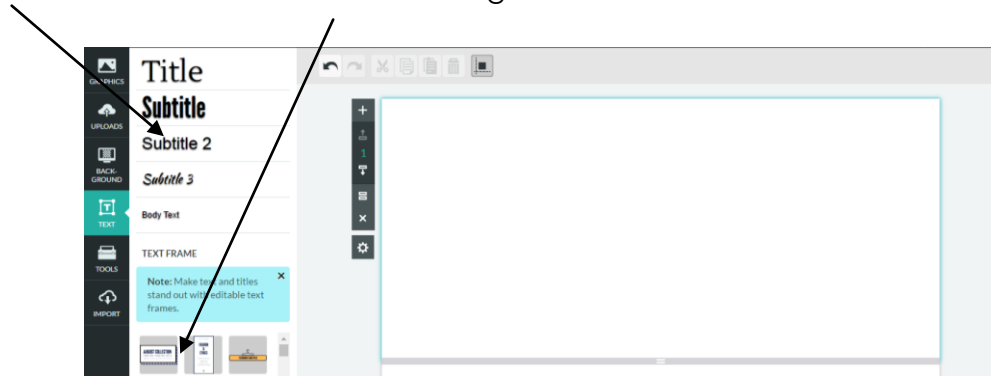 GRAPHICS
UPLOADS
BACK-
GROUND
TEXT
TOOLS
IMPORT
Title
Subtitle
Subtitle 2
Subtitle 3
Body Text
TEXT FRAME
Note: Make text and titles
stand out with editable text
frames.
1